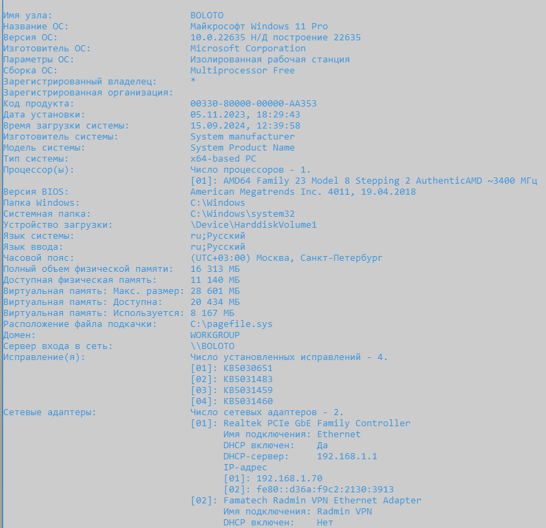 Имя узла: BOLOTO
Название ОС: Майкрософт Windows 11 Pro
Версия ОС: 10.0.22635 Н/Д построение 22635
Изготовитель ОС: Microsoft Corporation
Параметры ОС: Изолированная рабочая станция
Сборка ОС: Multiprocessor Free
Зарегистрированный владелец: *
Зарегистрированная организация:
Код продукта: 00330-80000-00000-AA353
Дата установки: 05.11.2023, 18:29:43
Время загрузки системы: 15.09.2024, 12:39:58
Изготовитель системы: System manufacturer
Модель системы: System Product Name
Тип системы: x64-based PC
Процессор(ы): Число процессоров - 1.
[01]: AMD64 Family 23 Model 8 Stepping 2 AuthenticAMD ~3400 МГц
Версия BIOS: American Megatrends Inc. 4011, 19.04.2018
Папка Windows: C:\Windows
Системная папка: C:\Windows\system32
Устройство загрузки: \Device\HarddiskVolume1
Язык системы: ru;Русский
Язык ввода: ru;Русский
Часовой пояс: (UTC+03:00) Москва, Санкт-Петербург
Полный объем физической памяти: 16 313 МБ
Доступная физическая память: 11 140 МБ
Виртуальная память: Макс. размер: 28 601 МБ
Виртуальная память: Доступна: 20 434 МБ
Виртуальная память: Используется: 8 167 МБ
Расположение файла подкачки: C:\pagefile.sys
Домен: WORKGROUP
Сервер входа в сеть: \\BOLOTO
Исправление(я): Число установленных исправлений - 4.
[01]: KB5030651
[02]: KB5031483
[03]: KB5031459
[04]: KB5031460
Сетевые адаптеры: Число сетевых адаптеров - 2.
[01]: Realtek PCIe GbE Family Controller
Имя подключения: Ethernet
DHCP включен: Да
DHCP-сервер: 192.168.1.1
IP-адрес
[01]: 192.168.1.70
[02]: fe80::d36a:f9c2:2130:3913
[02]: Famatech Radmin VPN Ethernet Adapter
Имя подключения: Radmin VPN
DHCP включен: Нет